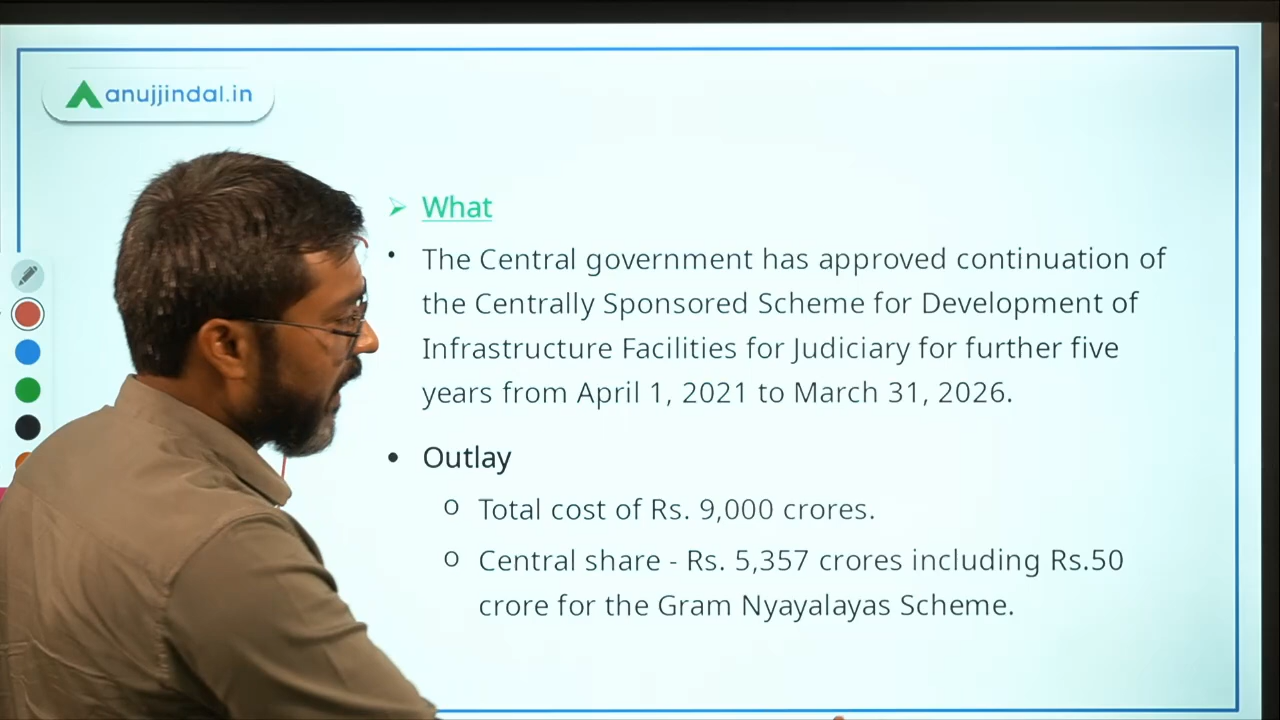 anujjindal.in
What
The Central government has approved continuation of
the Centrally Sponsored Scheme for Development of
Infrastructure Facilities for Judiciary for further five
years from April 1, 2021 to March 31, 2026.
Outlay
Total cost of Rs. 9,000 crores.
Central share - Rs. 5,357 crores including Rs.50
crore for the Gram Nyayalayas Scheme.